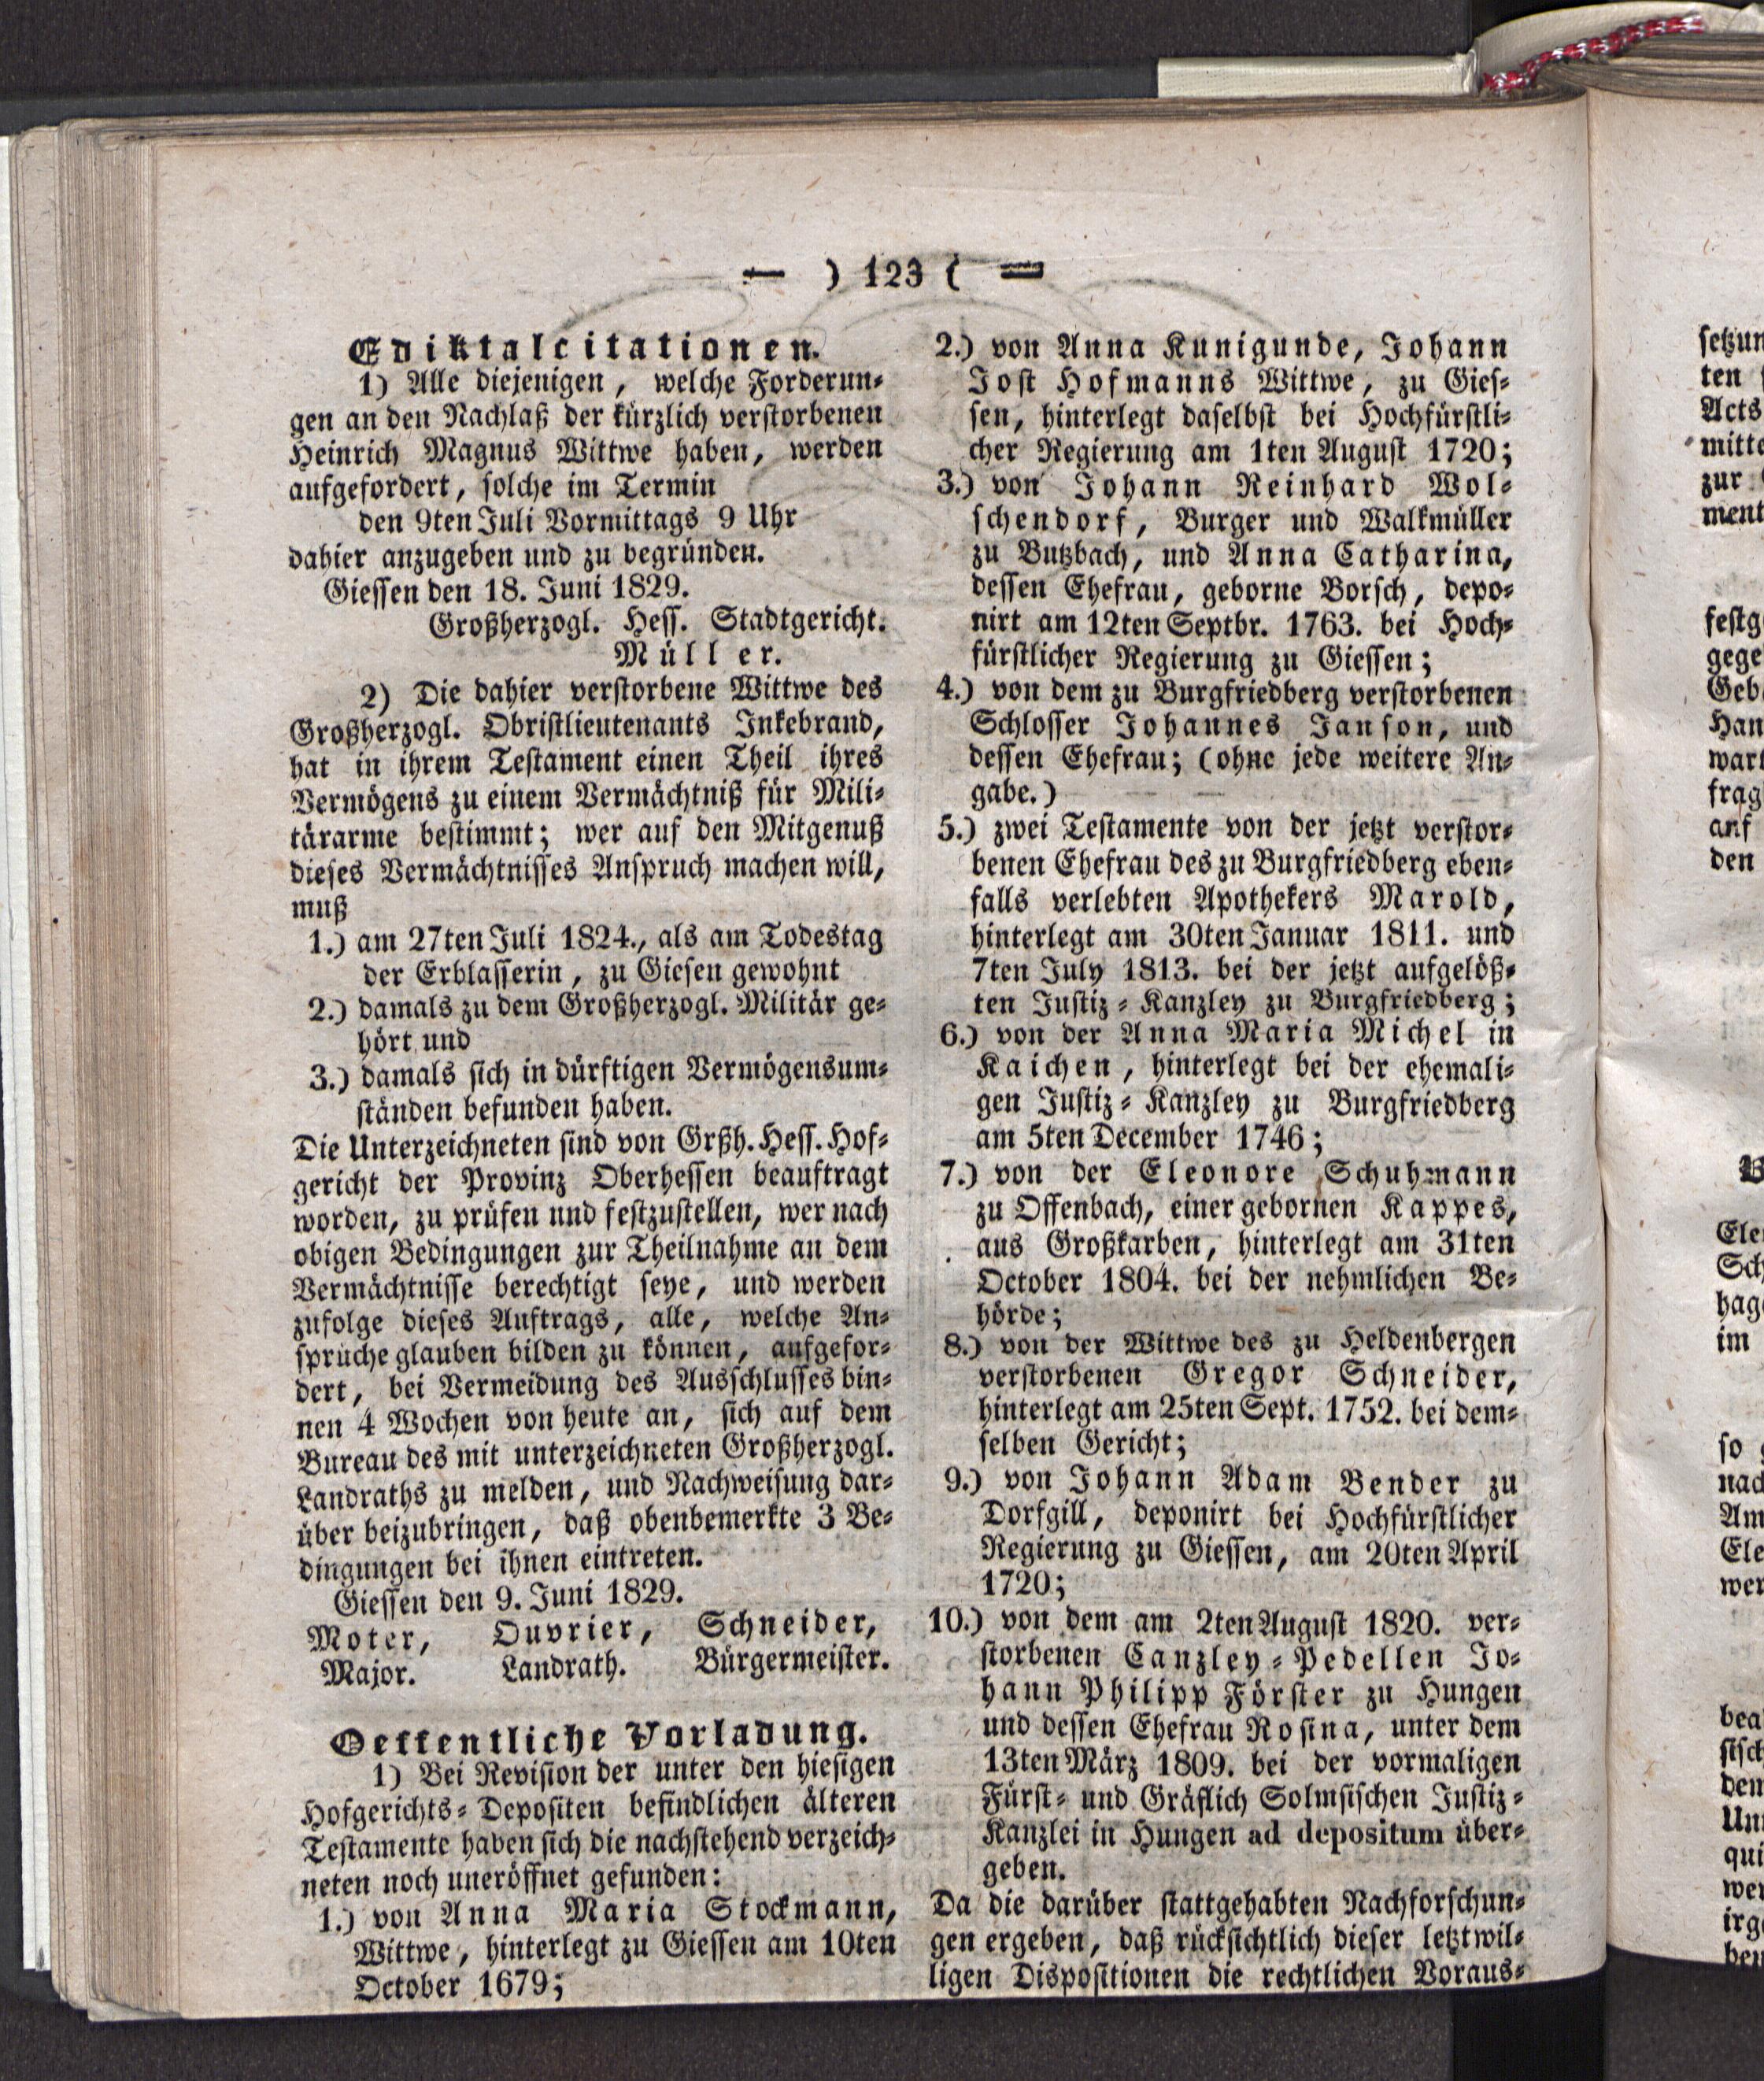 — ) 123 ( =
Ediktalcitationen.
1) Alle diejenigen, welche Forderun-
gen an den Nachlaß der kürzlich verstorbenen
Heinrich Magnus Wittwe haben, werden
aufgefordert, solche im Termin
den 9ten Juli Vormittags 9 Uhr
dahier anzugeben und zu begründen.
Giessen den 18. Juni 1829.
Großherzogl. Hess. Stadtgericht.
Müller.
2) Die dahier verstorbene Wittwe des
Großherzogl. Obristlieutenants Inkebrand,
hat in ihrem Testament einen Theil ihres
Vermögens zu einem Vermächtniß für Mili-
tärarme bestimmt; wer auf den Mitgenuß
dieses Vermächtnisses Anspruch machen will,
muß
1.) am 27ten Juli 1824., als am Todestag
der Erblasserin, zu Giesen gewohnt
2.) damals zu dem Großherzogl. Militär ge-
hört und
3.) damals sich in dürftigen Vermögensum-
ständen befunden haben.
Die Unterzeichneten sind von Grßh. Hess. Hof-
gericht der Provinz Oberhessen beauftragt
worden, zu prüfen und festzustellen, wer nach
obigen Bedingungen zur Theilnahme an dem
Vermächtnisse berechtigt seye, und werden
zufolge dieses Auftrags, alle, welche An-
sprüche glauben bilden zu können, aufgefor-
dert, bei Vermeidung des Ausschlusses bin-
nen 4 Wochen von heute an, sich auf dem
Bureau des mit unterzeichneten Großherzogl.
Landraths zu melden, und Nachweisung dar-
über beizubringen, daß obenbemerkte 3 Be-
dingungen bei ihnen eintreten.
Giessen den 9. Juni 1829.
Moter, Ouvrier, Schneider,
Major. Landrath. Bürgermeister.
Oeffentliche Vorladung.
1) Bei Revision der unter den hiesigen
Hofgerichts-Depositen befindlichen älteren
Testamente haben sich die nachstehend verzeich-
neten noch uneröffnet gefunden:
1.) von Anna Maria Stockmann,
Wittwe, hinterlegt zu Giessen am 10ten
October 1679;
2.) von Anna Kunigunde, Johann
Jost Hofmanns Wittwe, zu Gies-
sen, hinterlegt daselbst bei Hochfürstli-
cher Regierung am 1ten August 1720;
3.) von Johann Reinhard Wol-
schendorf, Burger und Walkmüller
zu Butzbach, und Anna Catharina,
dessen Ehefrau, geborne Borsch, depo-
nirt am 12ten Septbr. 1763. bei Hoch-
fürstlicher Regierung zu Giessen;
4.) von dem zu Burgfriedberg verstorbenen
Schlosser Johannes Janson, und
dessen Ehefrau; (ohne jede weitere An-
gabe.)
5.) zwei Testamente von der jetzt verstor-
benen Ehefrau des zu Burgfriedberg eben-
falls verlebten Apothekers Marold,
hinterlegt am 30ten Januar 1811. und
7ten July 1813. bei der jetzt aufgelöß-
ten Justiz-Kanzley zu Burgfriedberg;
6.) von der Anna Maria Michel in
Kaichen, hinterlegt bei der ehemali-
gen Justiz-Kanzley zu Burgfriedberg
am 5ten December 1746;
7.) von der Eleonore Schuhmann
zu Offenbach, einer gebornen Kappes,
aus Großkarben, hinterlegt am 31ten
October 1804. bei der nehmlichen Be-
hörde;
8.) von der Wittwe des zu Heldenbergen
verstorbenen Gregor Schneider,
hinterlegt am 25ten Sept. 1752. bei dem-
selben Gericht;
9.) von Johann Adam Bender zu
Dorfgill, deponirt bei Hochfürstlicher
Regierung zu Giessen, am 20ten April
1720;
10.) von dem am 2ten August 1820. ver-
storbenen Canzley-Pedellen Jo-
hann Philipp Förster zu Hungen
und dessen Ehefrau Rosina, unter dem
13ten März 1809. bei der vormaligen
Fürst- und Gräflich Solmsischen Justiz-
Kanzlei in Hungen ad depositum über-
geben.
Da die darüber stattgehabten Nachforschun-
gen ergeben, daß rücksichtlich dieser letztwil-
ligen Dispositionen die rechtlichen Voraus-